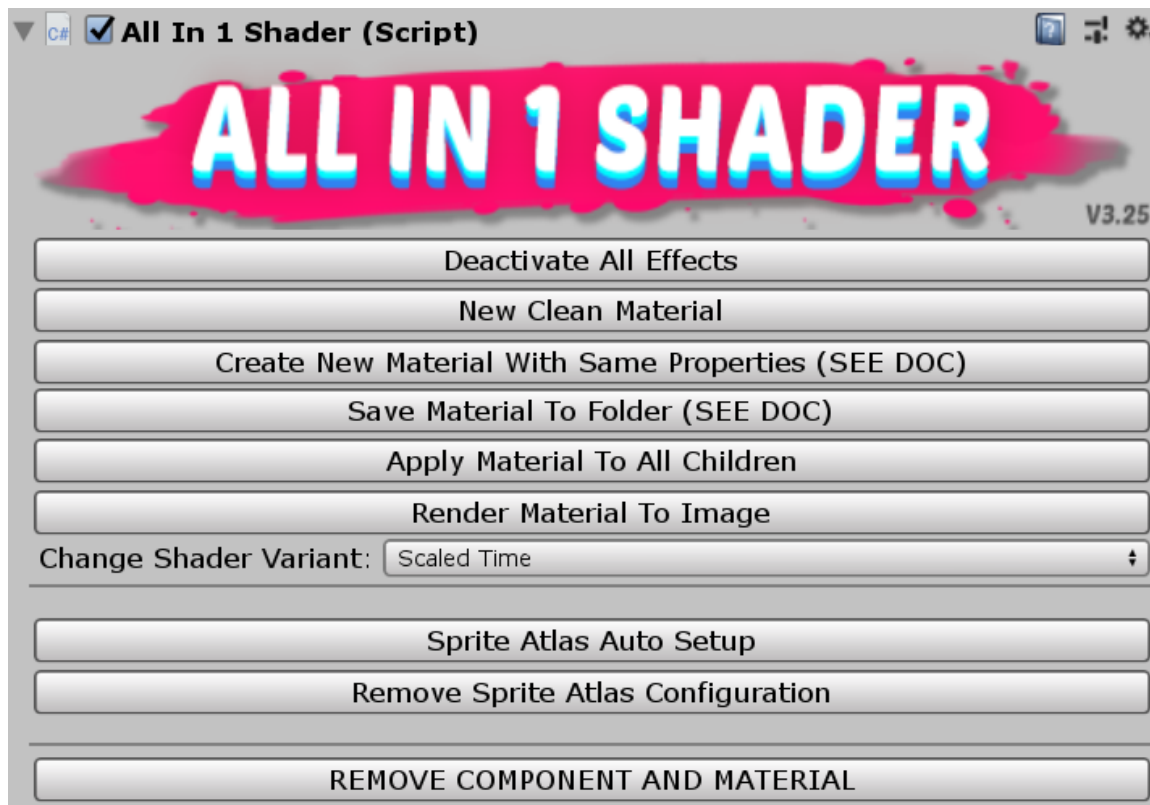 C#
All In 1 Shader (Script)
ALL IN 1 SHADER
V3.25
Deactivate All Effects
New Clean Material
Create New Material With Same Properties (SEE DOC)
Save Material To Folder (SEE DOC)
Apply Material To All Children
Render Material To Image
Change Shader Variant: Scaled Time
Sprite Atlas Auto Setup
Remove Sprite Atlas Configuration
REMOVE COMPONENT AND MATERIAL